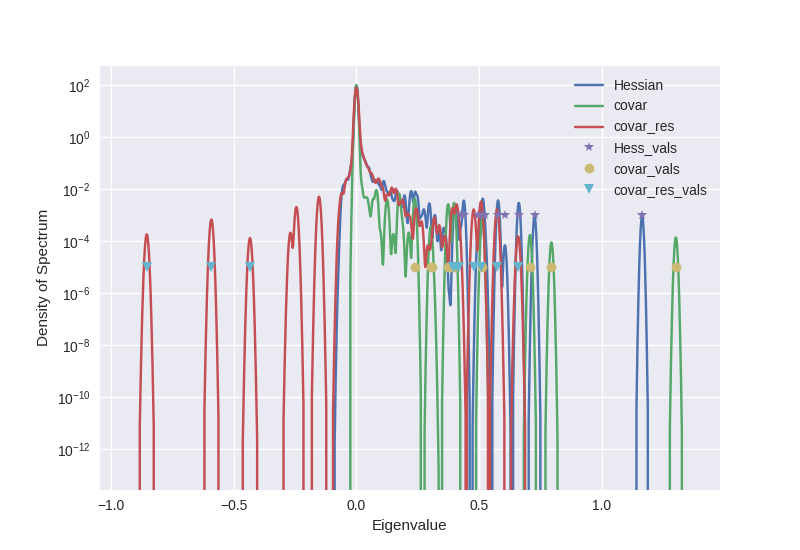 Density of Spectrum
10^2
10^0
10^-2
10^-4
10^-6
10^-8
10^-10
10^-12
Hessian
covar
covar_res
Hess_vals
covar_vals
covar_res_vals
-1.0 -0.5 0.0 0.5 1.0
Eigenvalue